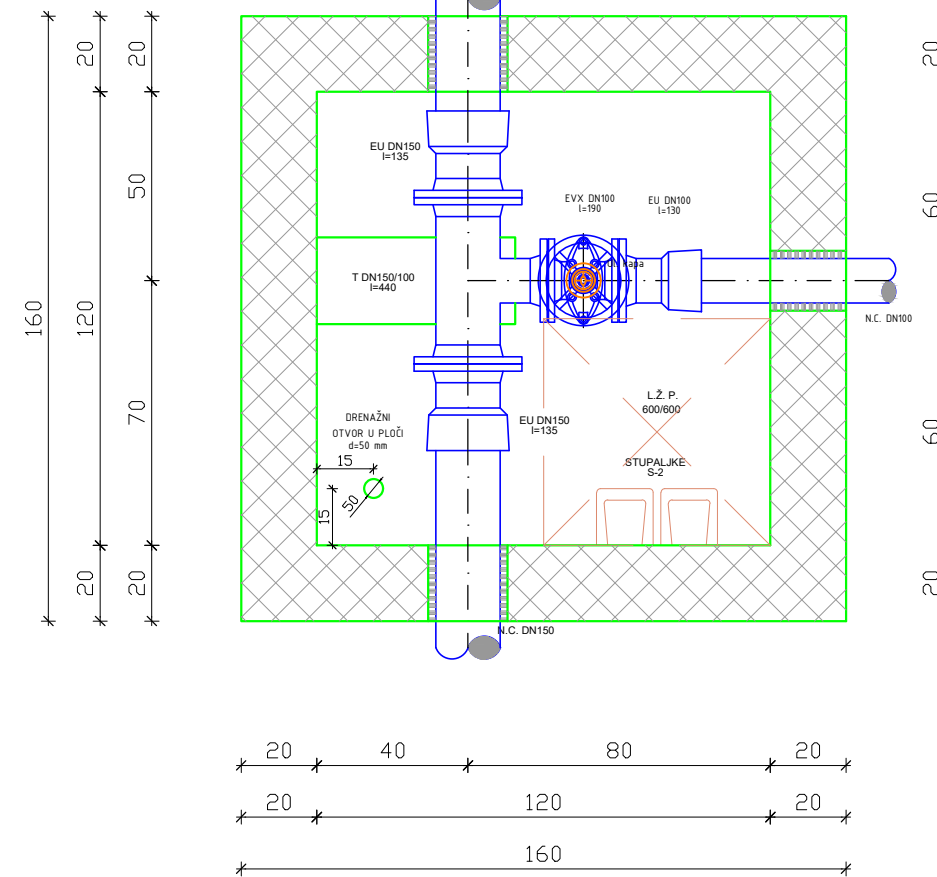 20
20
20
EU DN150
l=135
50
EVX DN100
l=190
EU DN100
l=130
60
kapa
T DN150/100
l=440
160
120
N.C. DN100
L.Ž. P.
600/600
70
DRENAŽNI
OTVOR U PLOČI
d=50 mm
EU DN150
l=135
60
15
STUPALJKE
S-2
50
15
20
20
20
N.C. DN150
20
40
80
20
20
120
20
160